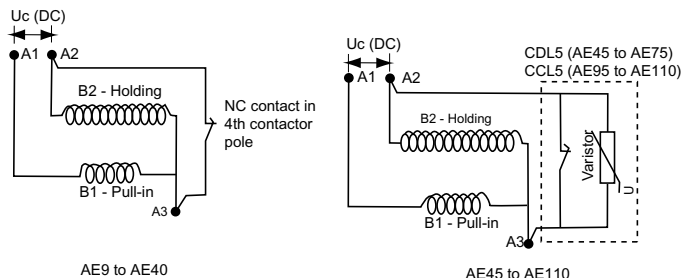 Uc (DC)
A1
A2
B2 - Holding
NC contact in
4th contactor
pole
B1 - Pull-in
A3
AE9 to AE40
Uc (DC)
CDL5 (AE45 to AE75)
CCL5 (AE95 to AE110)
A1
A2
B2 - Holding
Varistor
U
B1 - Pull-in
A3
AE45 to AE110